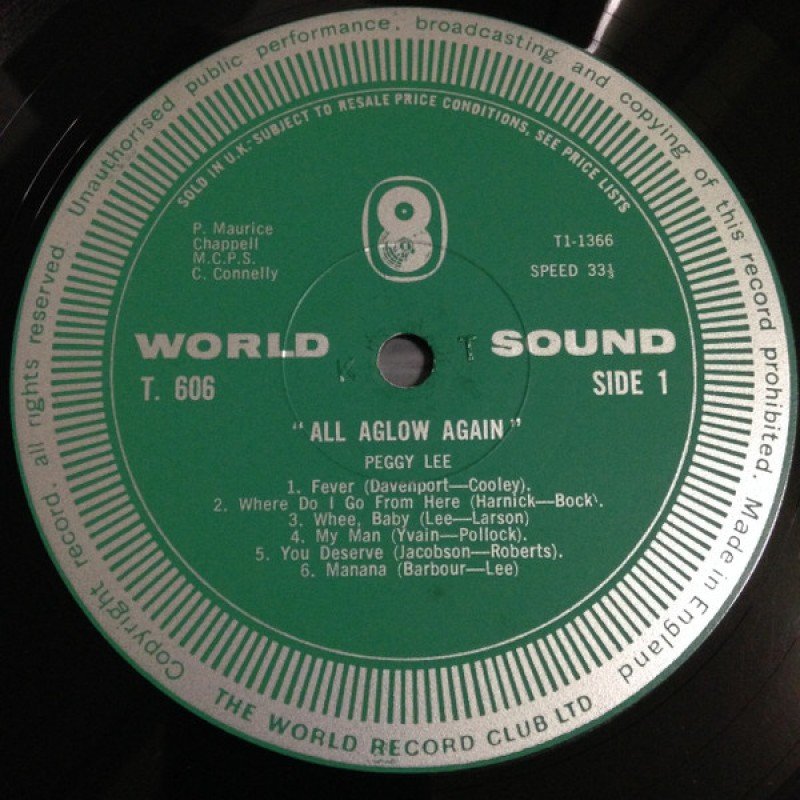 Copyright record. all rights reserved Unauthorised public performance, broadcasting and copying of this record prohibited. Made in England
SOLD IN U.K.-SUBJECT TO RESALE PRICE CONDITIONS, SEE PRICE LISTS
P. Maurice
Chappell
M.C.P.S.
C. Connelly
T1-1366
SPEED 33⅓
WORLD SOUND
K T
T. 606
SIDE 1
"ALL AGLOW AGAIN"
PEGGY LEE
1. Fever (Davenport—Cooley).
2. Where Do I Go From Here (Harnick—Bock).
3. Whee, Baby (Lee—Larson)
4. My Man (Yvain—Pollock).
5. You Deserve (Jacobson—Roberts).
6. Manana (Barbour—Lee)
THE WORLD RECORD CLUB LTD